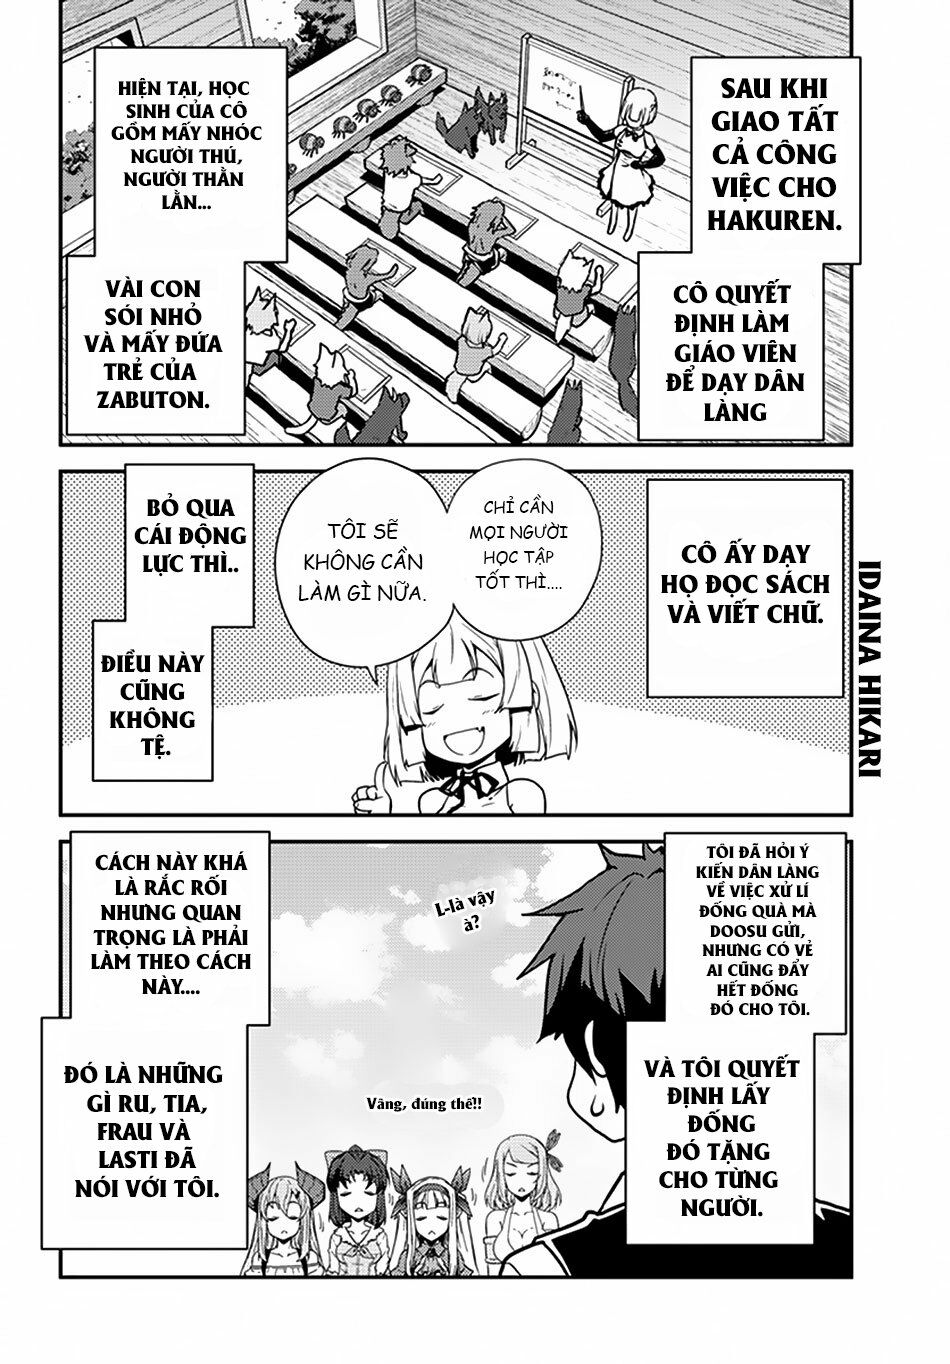 SAU KHI
GIAO TẤT
CẢ CÔNG
VIỆC CHO
HAKUREN.
CÔ QUYẾT
ĐỊNH LÀM
GIÁO VIÊN
ĐỂ DẠY DÂN
LÀNG
HIỆN TẠI, HỌC
SINH CỦA CÔ
GỒM MẤY NHÓC
NGƯỜI THÚ,
NGƯỜI THẰN
LẰN...
VÀI CON
SÓI NHỎ
VÀ MẤY ĐỨA
TRẺ CỦA
ZABUTON.
CÔ ẤY DẠY
HỌ ĐỌC SÁCH
VÀ VIẾT CHỮ.
CHỈ CẦN
MỌI NGƯỜI
HỌC TẬP
TỐT THÌ....
TÔI SẼ
KHÔNG CẦN
LÀM GÌ NỮA.
BỎ QUA
CÁI ĐỘNG
LỰC THÌ..
ĐIỀU NÀY
CŨNG
KHÔNG
TỆ.
IDAINA HIKARI
TÔI ĐÃ HỎI Ý
KIẾN DÂN LÀNG
VỀ VIỆC XỬ LÍ
ĐỐNG QUÀ MÀ
DOOSU GỬI,
NHƯNG CÓ VẺ
AI CŨNG ĐẨY
HẾT ĐỐNG
ĐÓ CHO TÔI.
VÀ TÔI QUYẾT
ĐỊNH LẤY
ĐỐNG
ĐÓ TẶNG
CHO TỪNG
NGƯỜI.
L-là vậy
à?
Vâng, đúng thế!!
CÁCH NÀY KHÁ
LÀ RẮC RỐI
NHƯNG QUAN
TRỌNG LÀ PHẢI
LÀM THEO CÁCH
NÀY....
ĐÓ LÀ NHỮNG
GÌ RU, TIA,
FRAU VÀ
LASTI ĐÃ
NÓI VỚI TÔI.